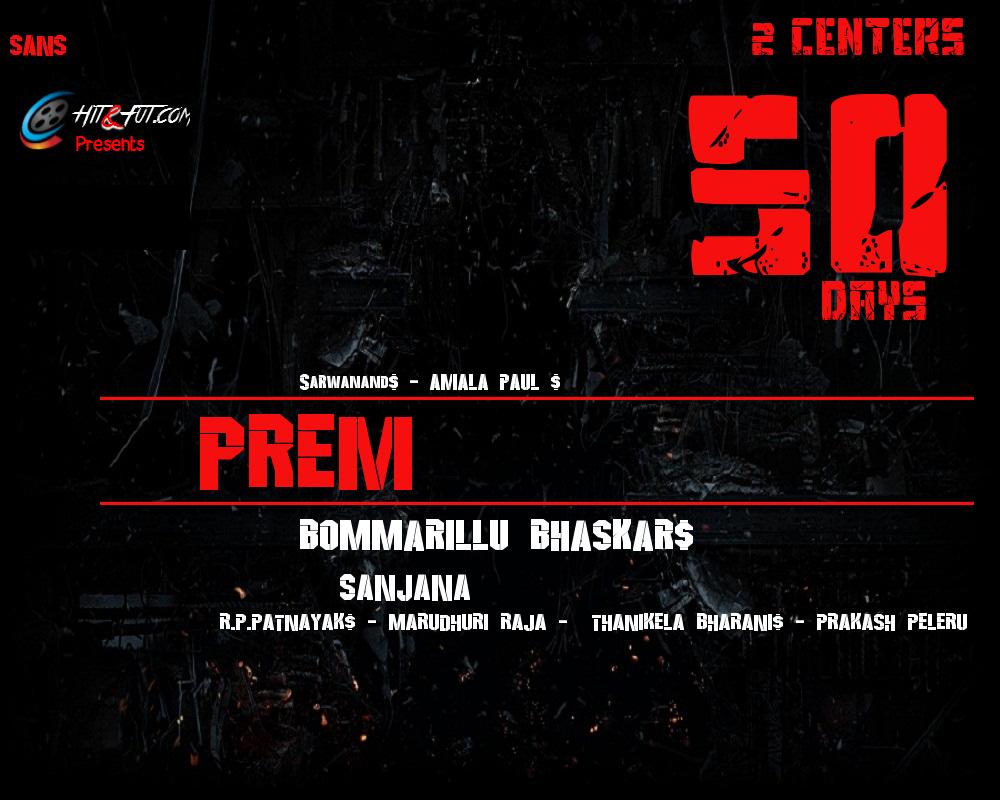 SANS
2 CENTERS
HIT&FUT.COM
Presents
50
DAYS
SARWANAND$ - AMALA PAUL $
PREM
BOMMARILLU BHASKAR$
SANJANA
R.P.PATNAYAK$ - MARUDHURI RAJA - THANIKELA BHARANI$ - PRAKASH PELERU